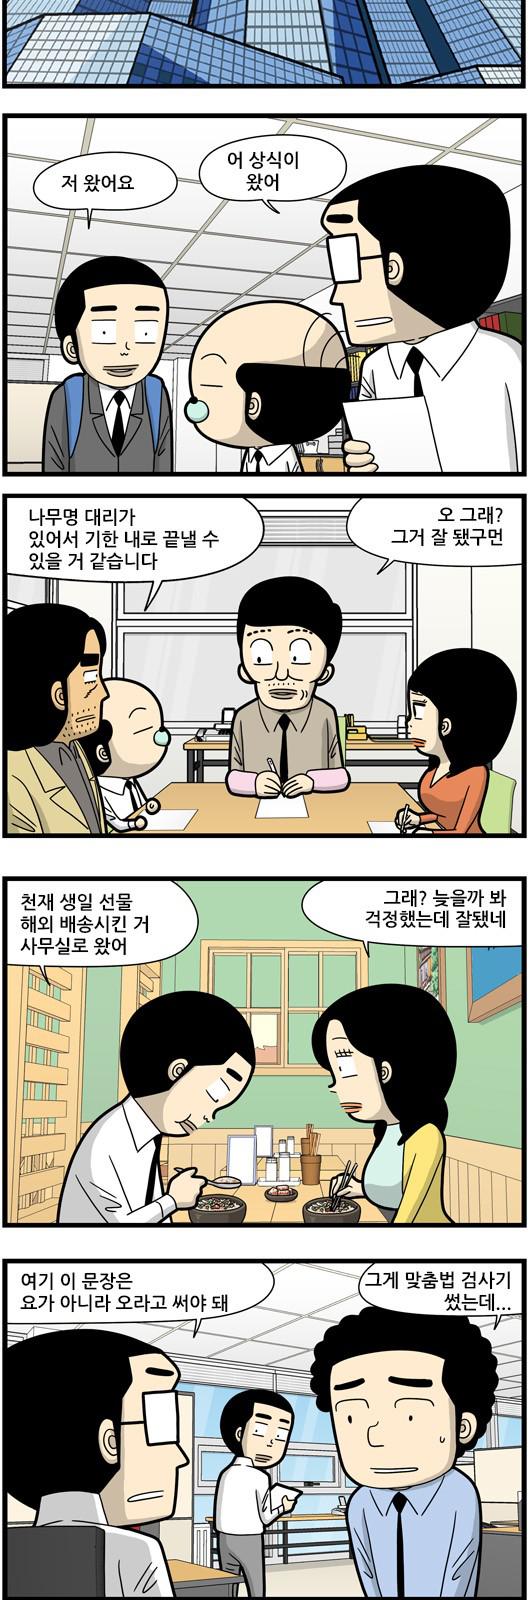 저 왔어요
어 상식이
왔어
나무명 대리가
있어서 기한 내로 끝낼 수
있을 거 같습니다
오 그래?
그거 잘 됐구먼
천재 생일 선물
해외 배송시킨 거
사무실로 왔어
그래? 늦을까 봐
걱정했는데 잘됐네
여기 이 문장은
요가 아니라 오라고 써야 돼
그게 맞춤법 검사기
썼는데...